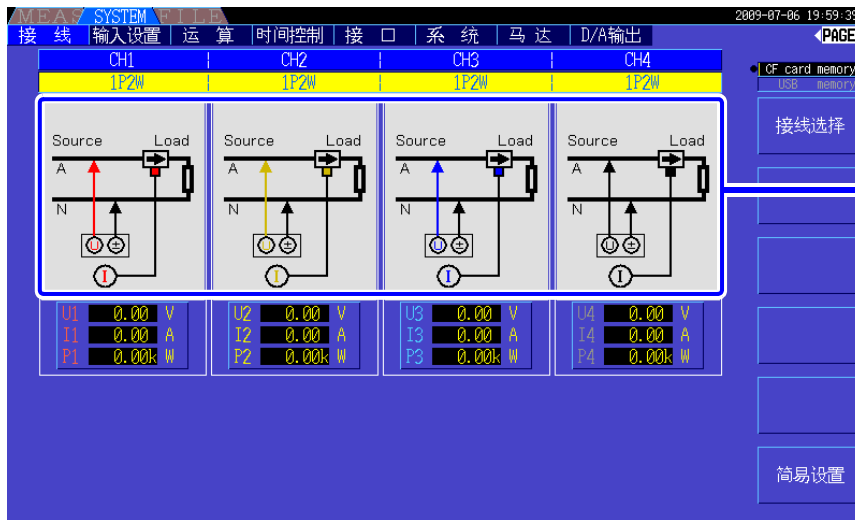 MEAS SYSTEM FILE 2009-07-06 19:59:39
接 线 输入设置 运 算 时间控制 接 口 系 统 马 达 D/A输出 PAGE
CH1 CH2 CH3 CH4
CF card memory
1P2W 1P2W 1P2W 1P2W
USB memory
接线选择
Source Load Source Load Source Load Source Load
A A A A
N N N N
U ± U ± U ± U ±
I I I I
U1 0.00 V U2 0.00 V U3 0.00 V U4 0.00 V
I1 0.00 A I2 0.00 A I3 0.00 A I4 0.00 A
P1 0.00k W P2 0.00k W P3 0.00k W P4 0.00k W
简易设置